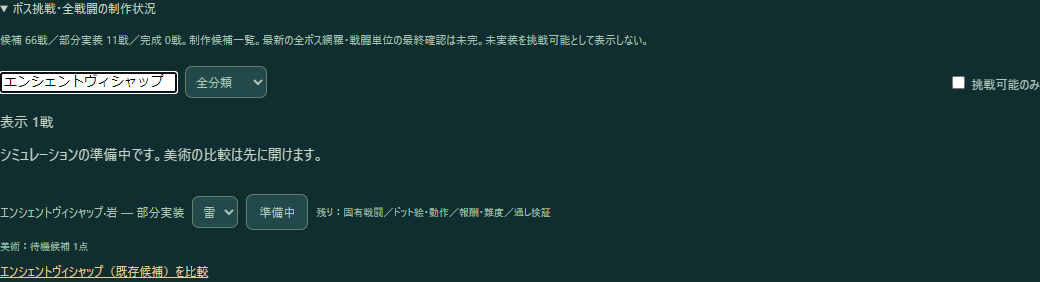 ▼ ボス挑戦・全戦闘の制作状況
候補 66戦／部分実装 11戦／完成 0戦。制作候補一覧。最新の全ボス網羅・戦闘単位の最終確認は未完。未実装を挑戦可能として表示しない。
エンシェントヴィシャップ 全分類 挑戦可能のみ
表示 1戦
シミュレーションの準備中です。美術の比較は先に開けます。
エンシェントヴィシャップ·岩 — 部分実装 雷 準備中 残り：固有戦闘／ドット絵・動作／報酬・難度／通し検証
美術：待機候補 1点
エンシェントヴィシャップ（既存候補）を比較